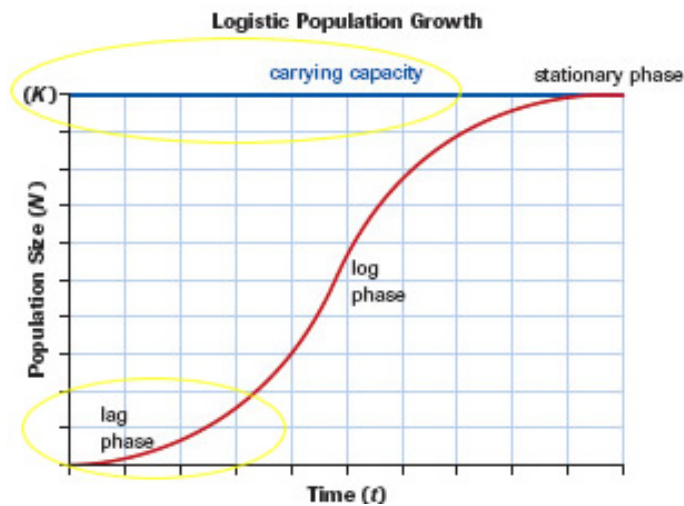 Logistic Population Growth
carrying capacity
stationary phase
(K)
Population Size (N)
log
phase
lag
phase
Time (t)